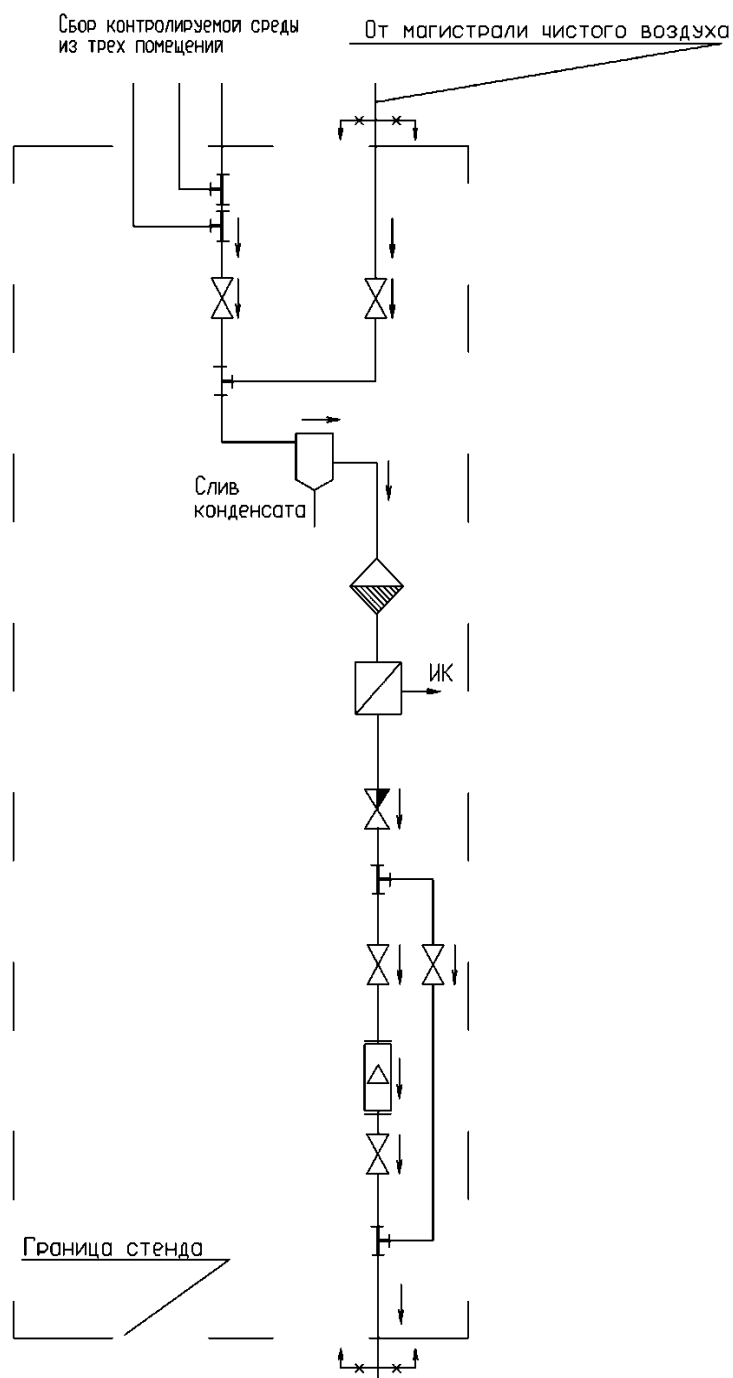 Сбор контролируемой среды
из трех помещений
От магистрали чистого воздуха
Слив
конденсата
ИК
Граница стенда